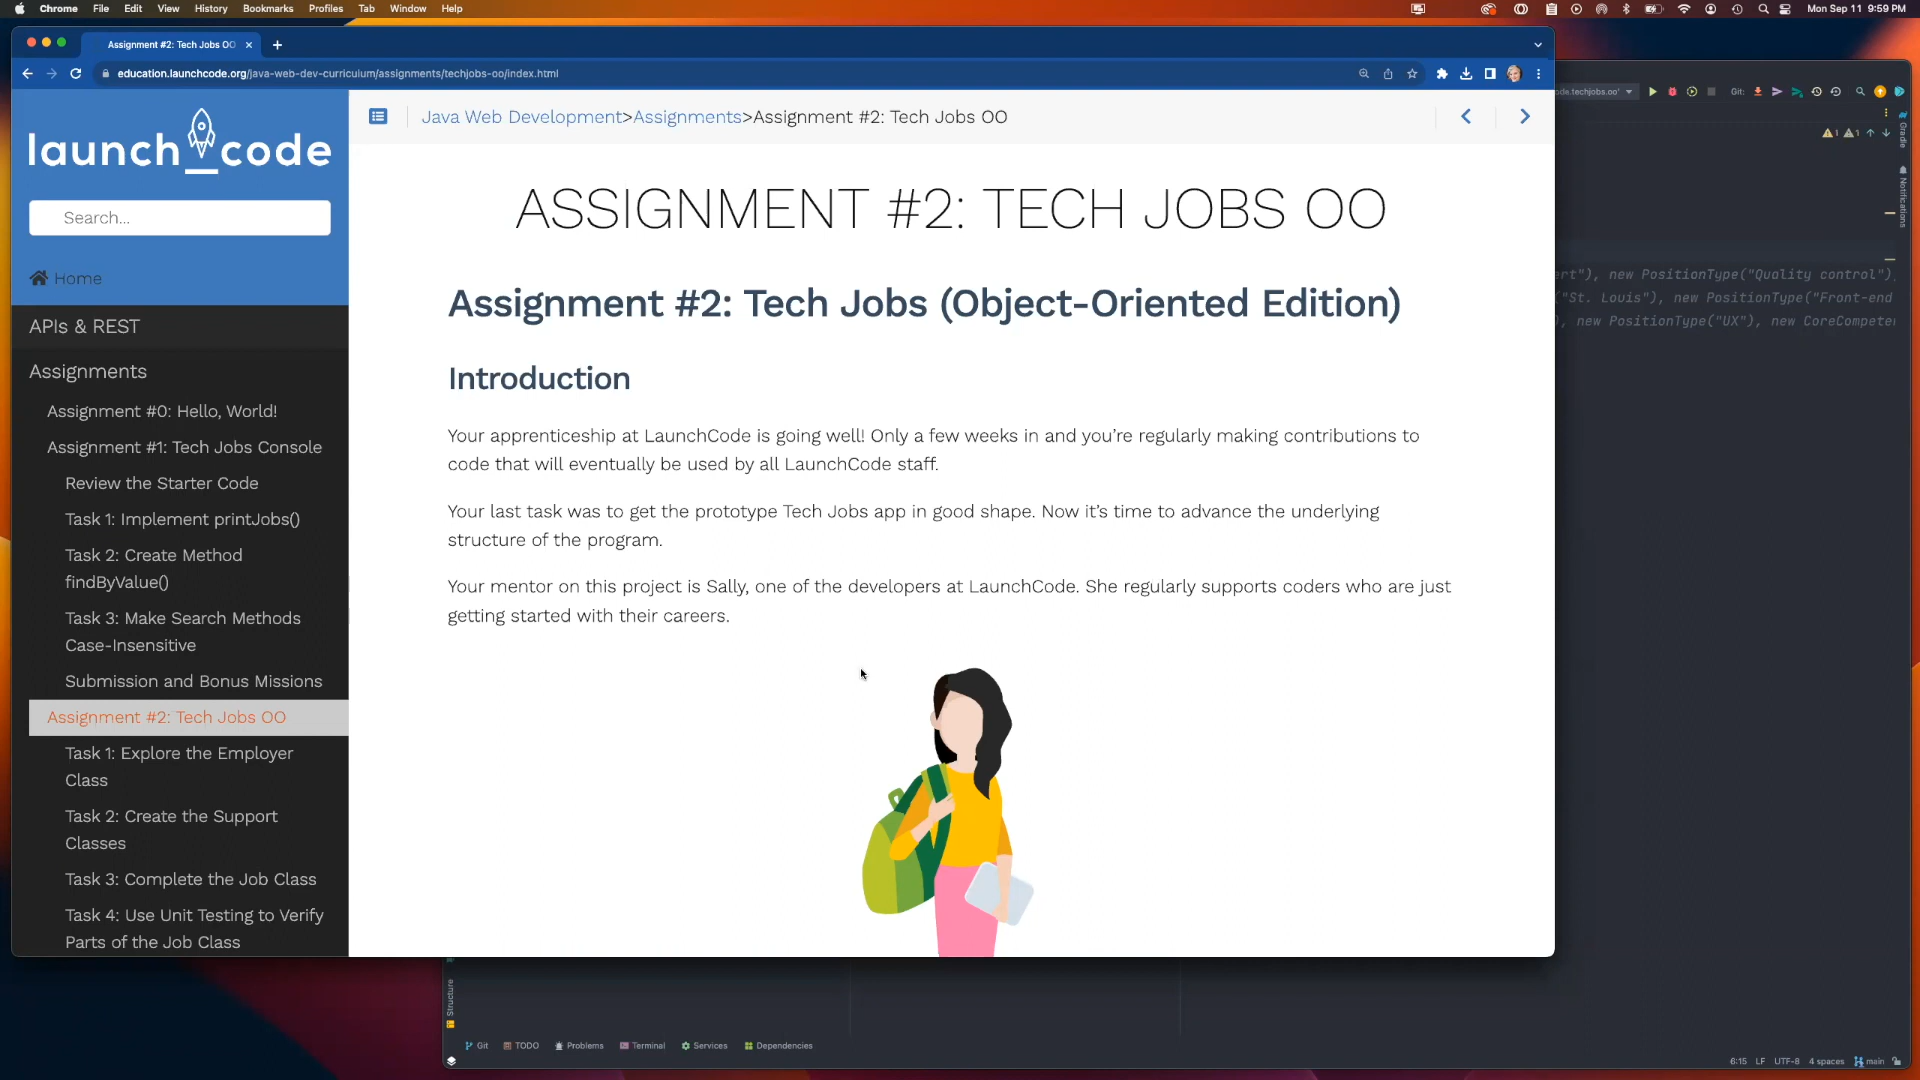 Chrome File Edit View History Bookmarks Profiles Tab Window Help
Mon Sep 11 9:59 PM
Assignment #2: Tech Jobs OO
education.launchcode.org/java-web-dev-curriculum/assignments/techjobs-oo/index.html
launch code
Search...
Home
APIs & REST
Assignments
Assignment #0: Hello, World!
Assignment #1: Tech Jobs Console
Review the Starter Code
Task 1: Implement printJobs()
Task 2: Create Method
findByValue()
Task 3: Make Search Methods
Case-Insensitive
Submission and Bonus Missions
Assignment #2: Tech Jobs OO
Task 1: Explore the Employer
Class
Task 2: Create the Support
Classes
Task 3: Complete the Job Class
Task 4: Use Unit Testing to Verify
Parts of the Job Class
Java Web Development>Assignments>Assignment #2: Tech Jobs OO
ASSIGNMENT #2: TECH JOBS OO
Assignment #2: Tech Jobs (Object-Oriented Edition)
Introduction
Your apprenticeship at LaunchCode is going well! Only a few weeks in and you're regularly making contributions to
code that will eventually be used by all LaunchCode staff.
Your last task was to get the prototype Tech Jobs app in good shape. Now it's time to advance the underlying
structure of the program.
Your mentor on this project is Sally, one of the developers at LaunchCode. She regularly supports coders who are just
getting started with their careers.
Git:
1 1
Gradle
Notifications
"), new PositionType("Quality control")
("St. Louis"), new PositionType("Front-end
), new PositionType("UX"), new CoreCompete
Structure
Git TODO Problems Terminal Services Dependencies
6:15 LF UTF-8 4 spaces main